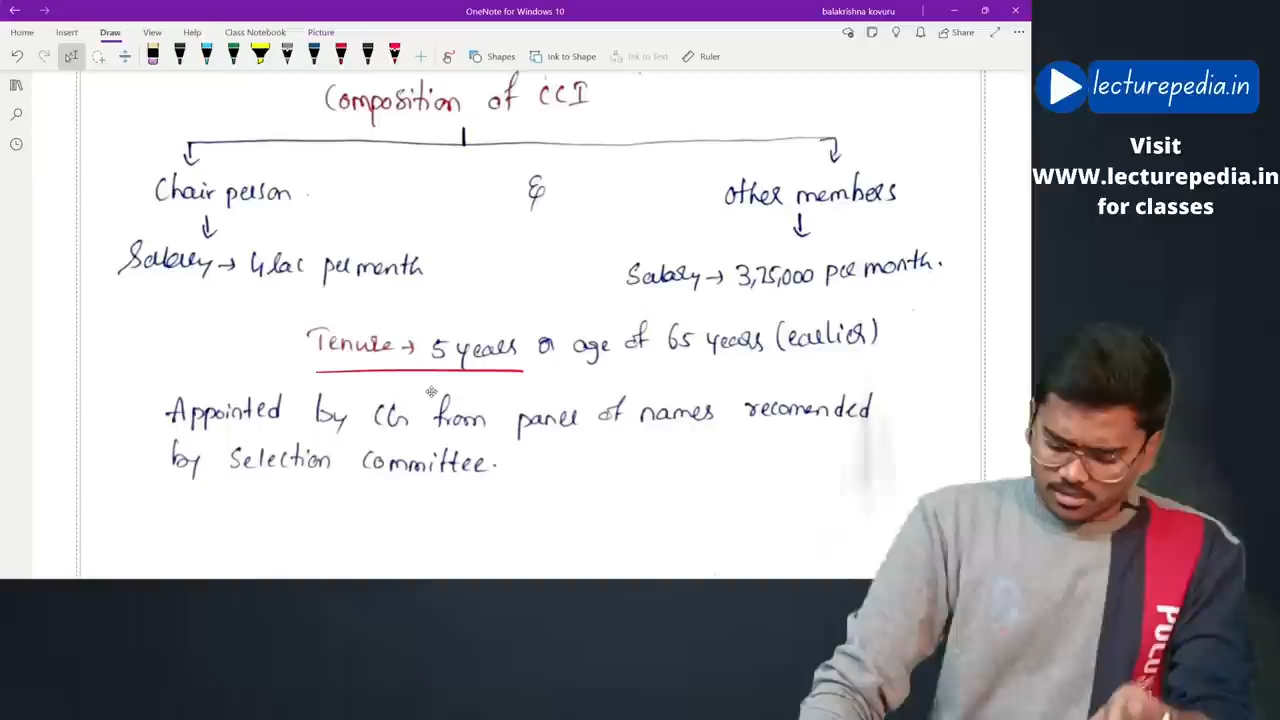 OneNote for Windows 10
balakrishna kovuru
Home Insert Draw View Help Class Notebook Picture
Share
Shapes Ink to Shape Ink to Text Ruler
Composition of CCI
Chair person & other members
Salary → 4 lac per month
Salary → 3,75,000 per month.
Tenure → 5 years or age of 65 years (earlier)
Appointed by CG from panel of names recomended
by Selection committee.
lecturepedia.in
Visit
WWW.lecturepedia.in
for classes